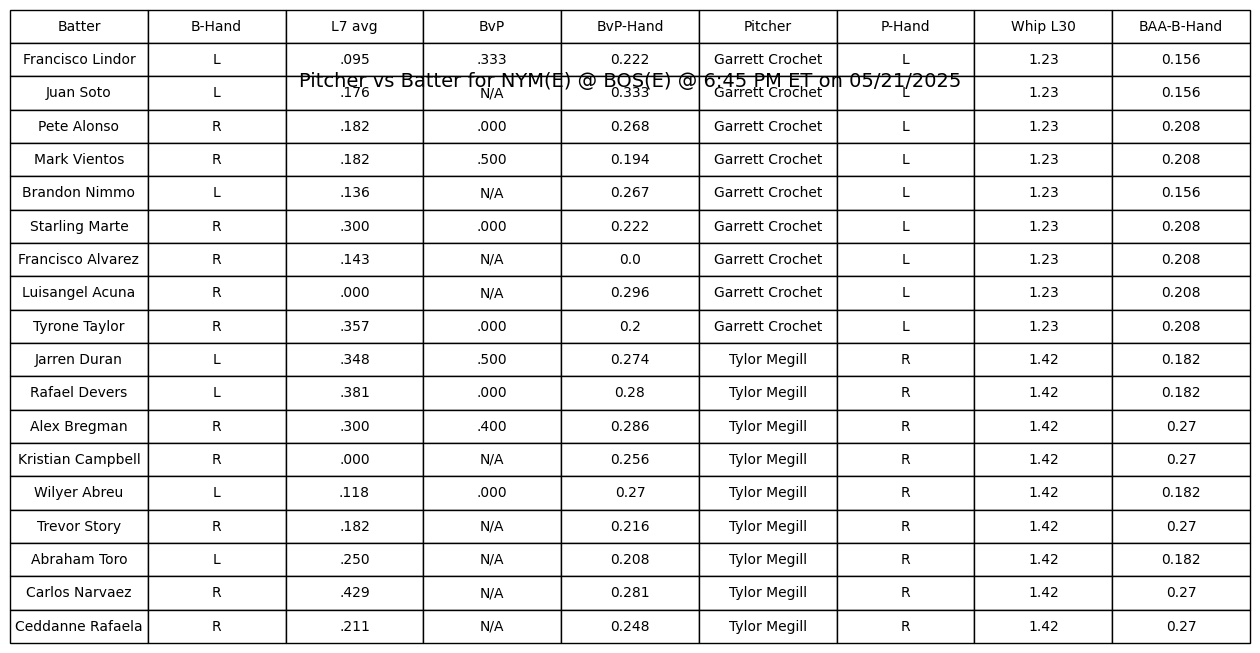 Batter B-Hand L7 avg BvP BvP-Hand Pitcher P-Hand Whip L30 BAA-B-Hand
Francisco Lindor L .095 .333 0.222 Garrett Crochet L 1.23 0.156
Pitcher vs Batter for NYM(E) @ BOS(E) @ 6:45 PM ET on 05/21/2025
Juan Soto L .176 N/A 0.333 Garrett Crochet L 1.23 0.156
Pete Alonso R .182 .000 0.268 Garrett Crochet L 1.23 0.208
Mark Vientos R .182 .500 0.194 Garrett Crochet L 1.23 0.208
Brandon Nimmo L .136 N/A 0.267 Garrett Crochet L 1.23 0.156
Starling Marte R .300 .000 0.222 Garrett Crochet L 1.23 0.208
Francisco Alvarez R .143 N/A 0.0 Garrett Crochet L 1.23 0.208
Luisangel Acuna R .000 N/A 0.296 Garrett Crochet L 1.23 0.208
Tyrone Taylor R .357 .000 0.2 Garrett Crochet L 1.23 0.208
Jarren Duran L .348 .500 0.274 Tylor Megill R 1.42 0.182
Rafael Devers L .381 .000 0.28 Tylor Megill R 1.42 0.182
Alex Bregman R .300 .400 0.286 Tylor Megill R 1.42 0.27
Kristian Campbell R .000 N/A 0.256 Tylor Megill R 1.42 0.27
Wilyer Abreu L .118 .000 0.27 Tylor Megill R 1.42 0.182
Trevor Story R .182 N/A 0.216 Tylor Megill R 1.42 0.27
Abraham Toro L .250 N/A 0.208 Tylor Megill R 1.42 0.182
Carlos Narvaez R .429 N/A 0.281 Tylor Megill R 1.42 0.27
Ceddanne Rafaela R .211 N/A 0.248 Tylor Megill R 1.42 0.27